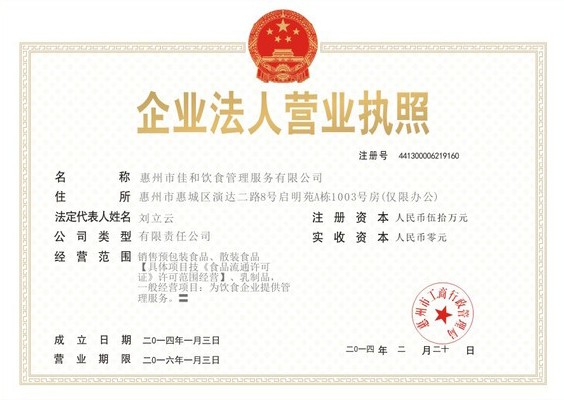 企业法人营业执照
注册号 441300006219160
名称 惠州市佳和饮食管理服务有限公司
住所 惠州市惠城区演达二路8号启明苑A栋1003号房(仅限办公)
法定代表人姓名 刘立云 注册资本 人民币伍拾万元
公司类型 有限责任公司 实收资本 人民币零元
经营范围 销售预包装食品、散装食品
【具体项目技《食品流通许可
证》许可范围经营】、乳制品,
一般经营项目：为饮食企业提供管
理服务。
惠州市工商行政管理局
成立日期 二〇一四年一月三日
营业期限 二〇一六年一月三日
二〇一四年二月二十日